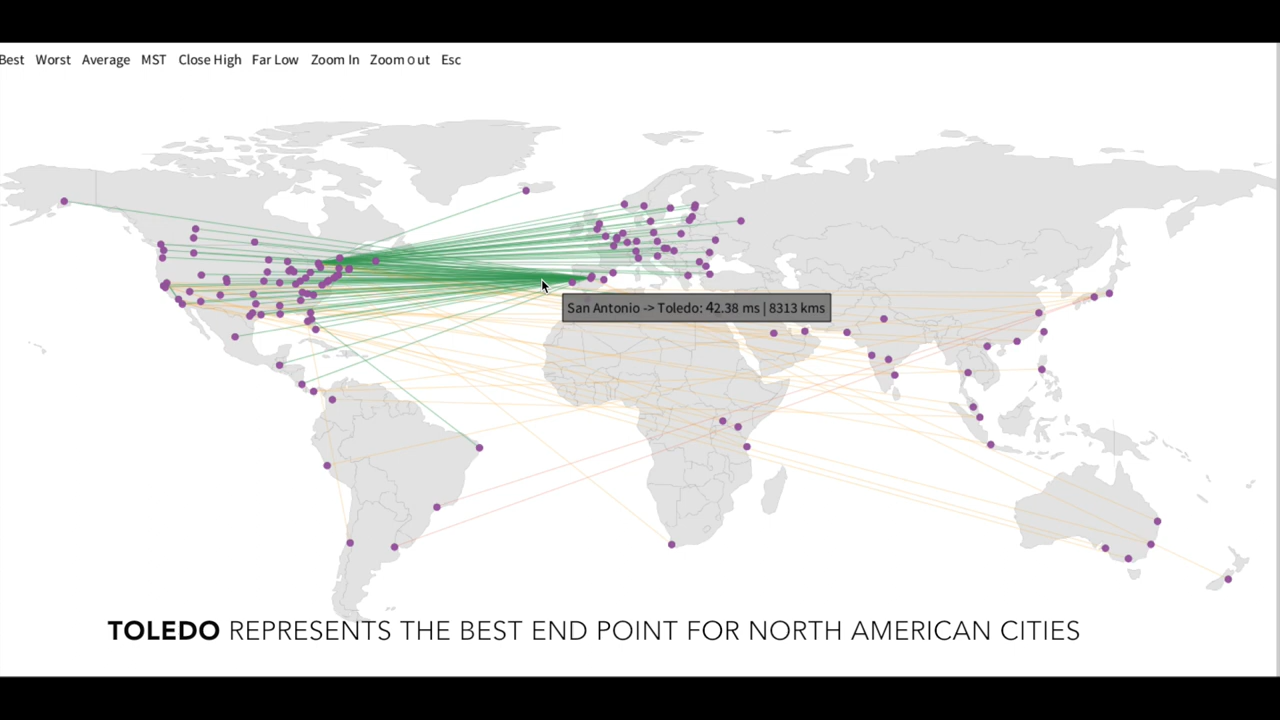 Best Worst Average MST Close High Far Low Zoom In Zoom out Esc
San Antonio -> Toledo: 42.38 ms | 8313 kms
TOLEDO REPRESENTS THE BEST END POINT FOR NORTH AMERICAN CITIES